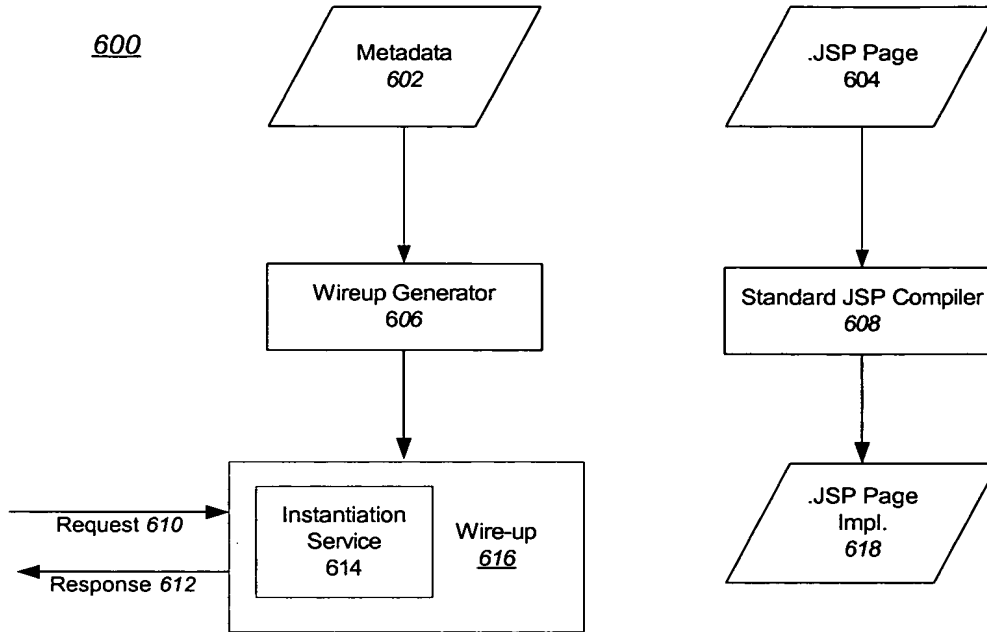 600
Metadata
602
.JSP Page
604
Wireup Generator
606
Standard JSP Compiler
608
Request 610
Response 612
Instantiation
Service
614
Wire-up
616
.JSP Page
Impl.
618